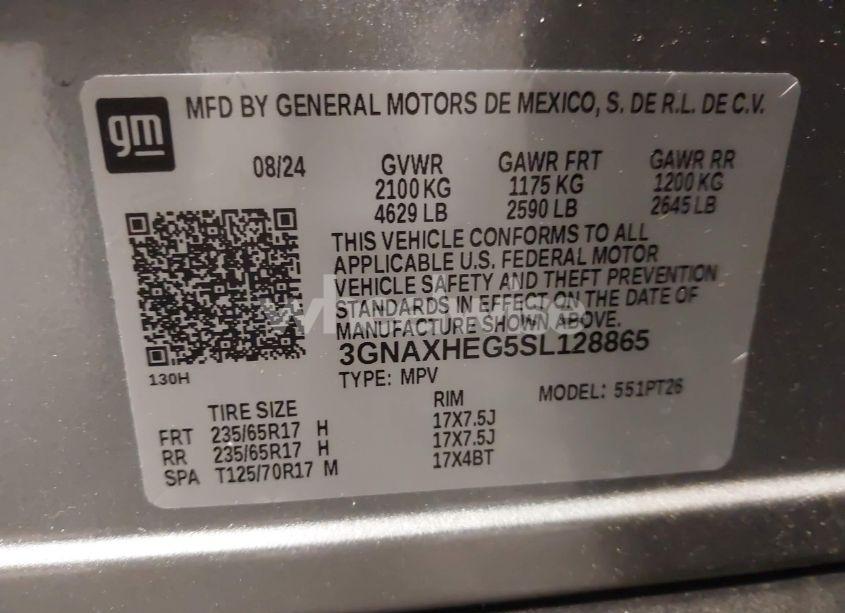 gm
MFD BY GENERAL MOTORS DE MEXICO, S. DE R.L. DE C.V.
08/24 GVWR GAWR FRT GAWR RR
2100 KG 1175 KG 1200 KG
4629 LB 2590 LB 2645 LB
THIS VEHICLE CONFORMS TO ALL
APPLICABLE U.S. FEDERAL MOTOR
VEHICLE SAFETY AND THEFT PREVENTION
STANDARDS IN EFFECT ON THE DATE OF
MANUFACTURE SHOWN ABOVE.
3GNAXHEG5SL128865
130H
TYPE: MPV MODEL: 551PT26
TIRE SIZE RIM
FRT 235/65R17 H 17X7.5J
RR 235/65R17 H 17X7.5J
SPA T125/70R17 M 17X4BT